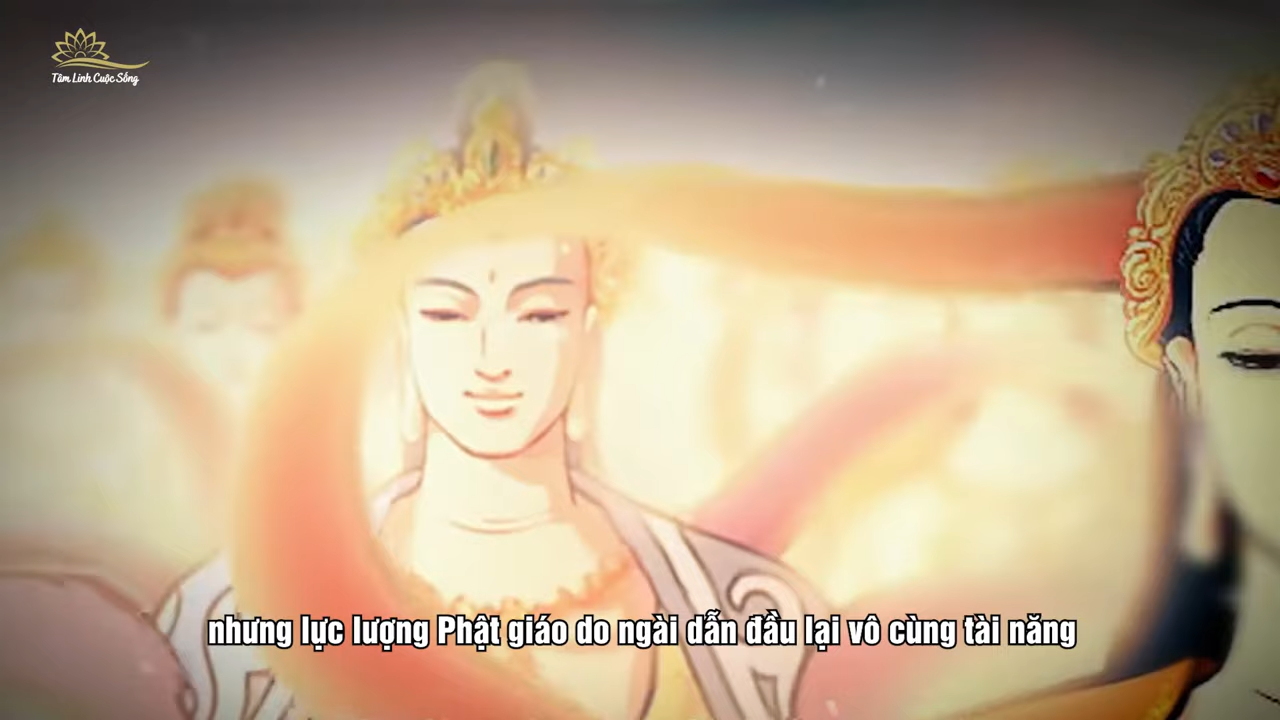 Tâm Linh Cuộc Sống
nhưng lực lượng Phật giáo do ngài dẫn đầu lại vô cùng tài năng